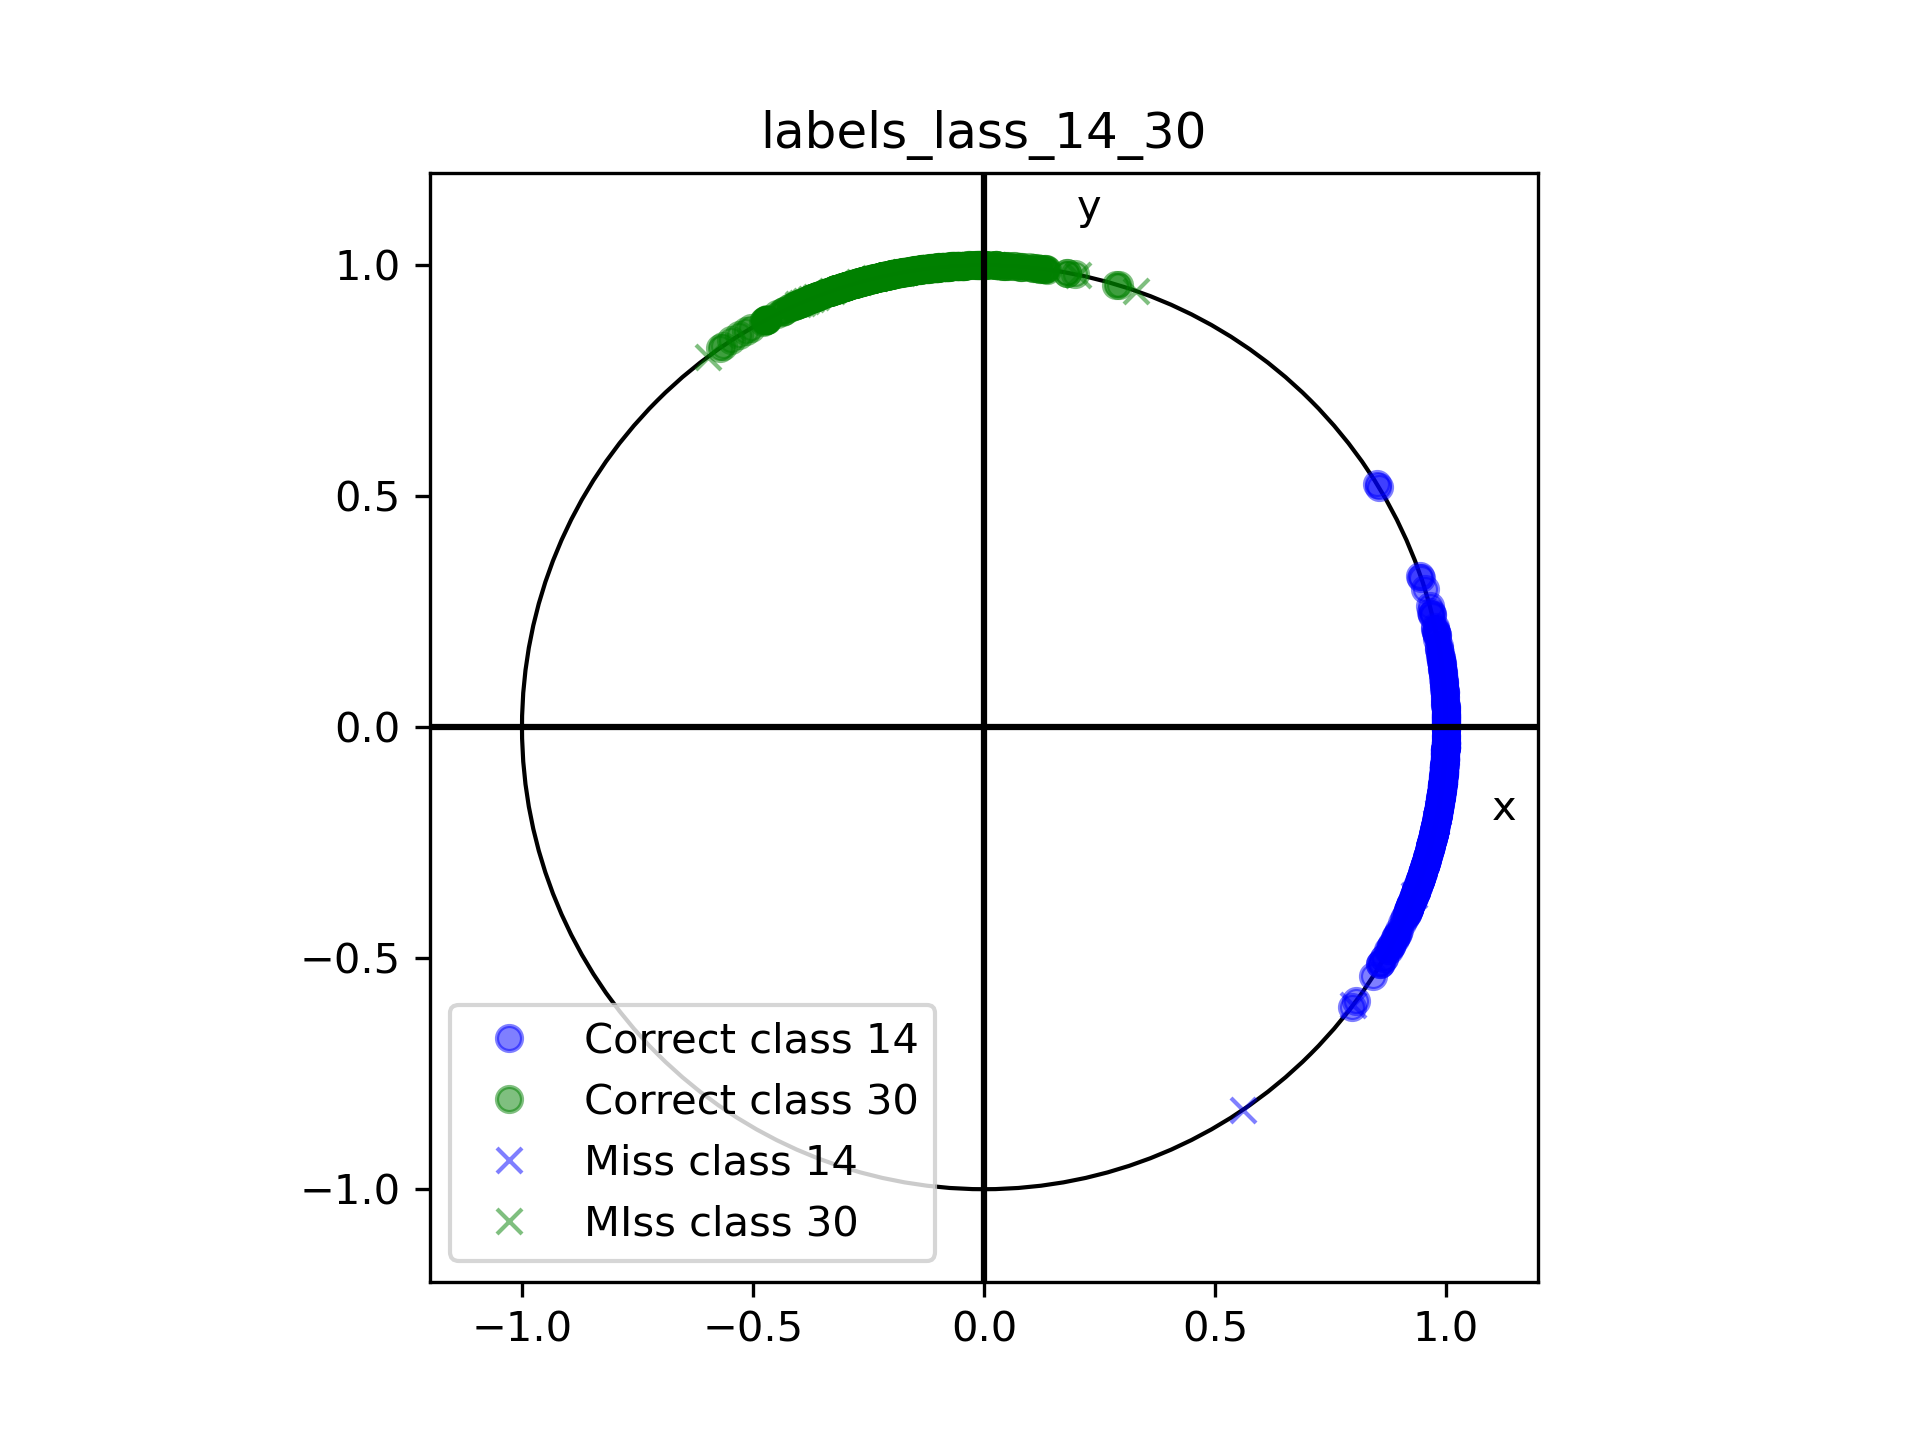 labels_lass_14_30
y
1.0
0.5
0.0
x
−0.5
−1.0
Correct class 14
Correct class 30
Miss class 14
MIss class 30
−1.0 −0.5 0.0 0.5 1.0